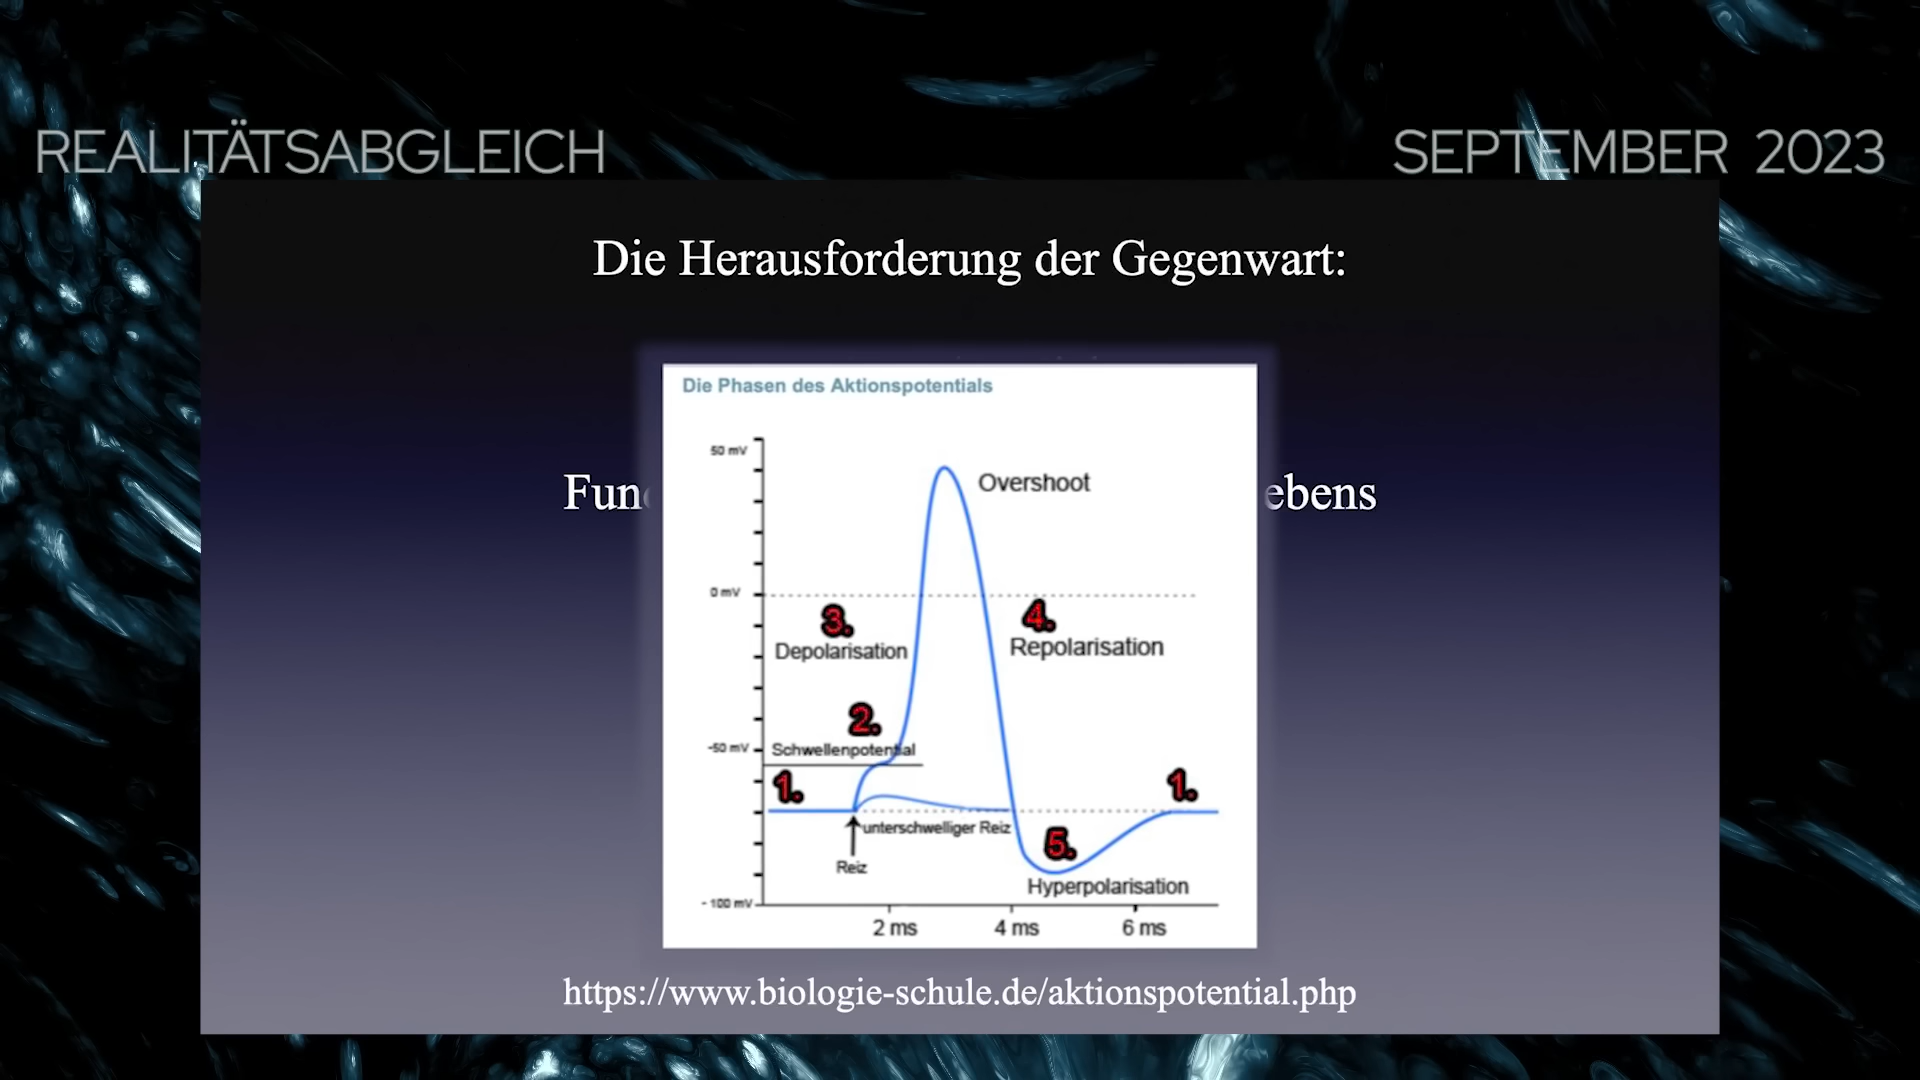 REALITÄTSABGLEICH
SEPTEMBER 2023
Die Herausforderung der Gegenwart:
Die Phasen des Aktionspotentials
50 mV
Overshoot
ebens
0 mV
3.
4.
Depolarisation
Repolarisation
2.
-50 mV
Schwellenpotential
1.
1.
unterschwelliger Reiz
5.
Reiz
Hyperpolarisation
- 100 mV
2 ms
4 ms
6 ms
https://www.biologie-schule.de/aktionspotential.php